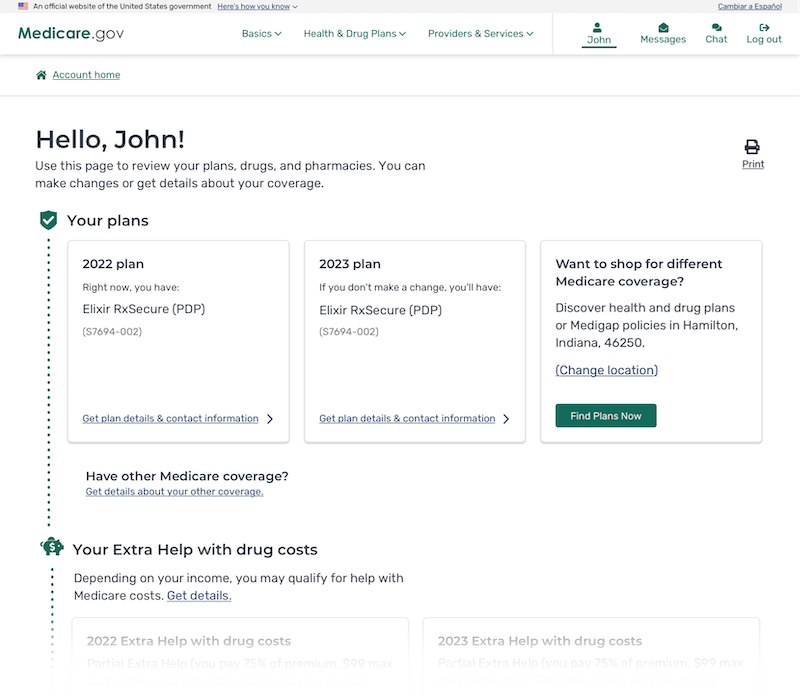 An official website of the United States government Here's how you know
Cambiar a Español
Medicare.gov
Basics
Health & Drug Plans
Providers & Services
John
Messages
Chat
Log out
Account home
Hello, John!
Use this page to review your plans, drugs, and pharmacies. You can
make changes or get details about your coverage.
Print
Your plans
2022 plan
Right now, you have:
Elixir RxSecure (PDP)
(S7694-002)
Get plan details & contact information
2023 plan
If you don't make a change, you'll have:
Elixir RxSecure (PDP)
(S7694-002)
Get plan details & contact information
Want to shop for different
Medicare coverage?
Discover health and drug plans
or Medigap policies in Hamilton,
Indiana, 46250.
(Change location)
Find Plans Now
Have other Medicare coverage?
Get details about your other coverage.
Your Extra Help with drug costs
Depending on your income, you may qualify for help with
Medicare costs. Get details.
2022 Extra Help with drug costs
Partial Extra Help (you pay 75% of premium, $99 max
2023 Extra Help with drug costs
Partial Extra Help (you pay 75% of premium, $99 max